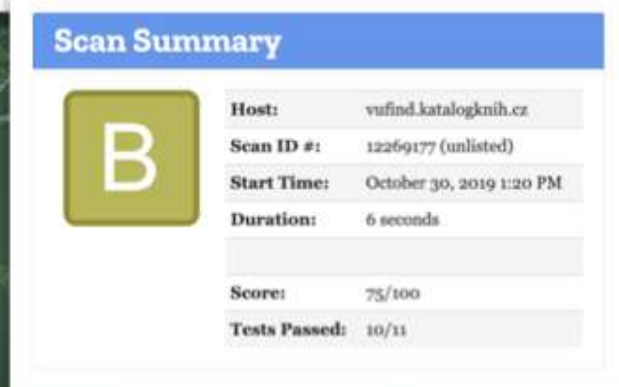 Scan Summary
B
Host: vufind.katalogknih.cz
Scan ID #: 12269177 (unlisted)
Start Time: October 30, 2019 1:20 PM
Duration: 6 seconds
Score: 75/100
Tests Passed: 10/11